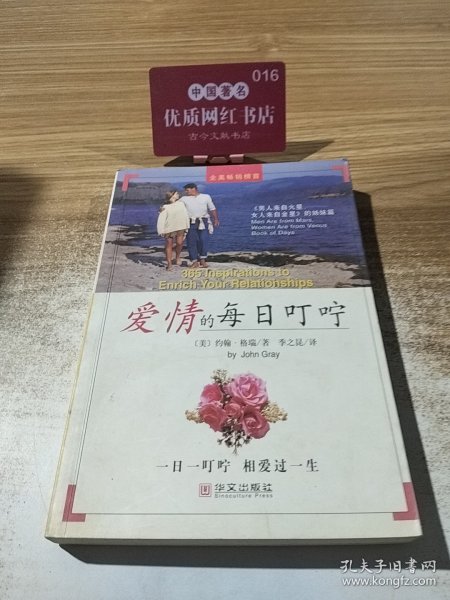 016
中国著名
优质网红书店
古今文献书店
全美畅销榜首
《男人来自火星
女人来自金星》的姊妹篇
Men Are from Mars,
Women Are from Venus
Book of Days
365 Inspirations to
Enrich Your Relationships
爱情的每日叮咛
〔美〕约翰·格瑞/著 季之昆/译
by John Gray
一日一叮咛 相爱过一生
华文出版社
Sinoculture Press
孔夫子旧书网
www.kongfz.com